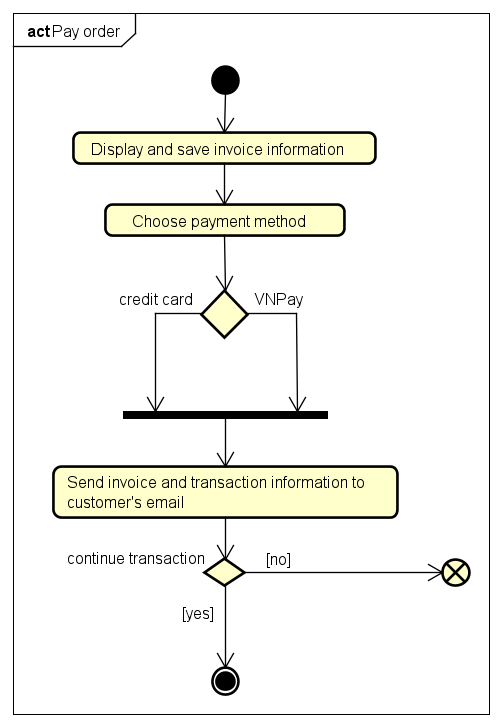 act Pay order
Display and save invoice information
Choose payment method
credit card
VNPay
Send invoice and transaction information to
customer's email
continue transaction
[no]
[yes]